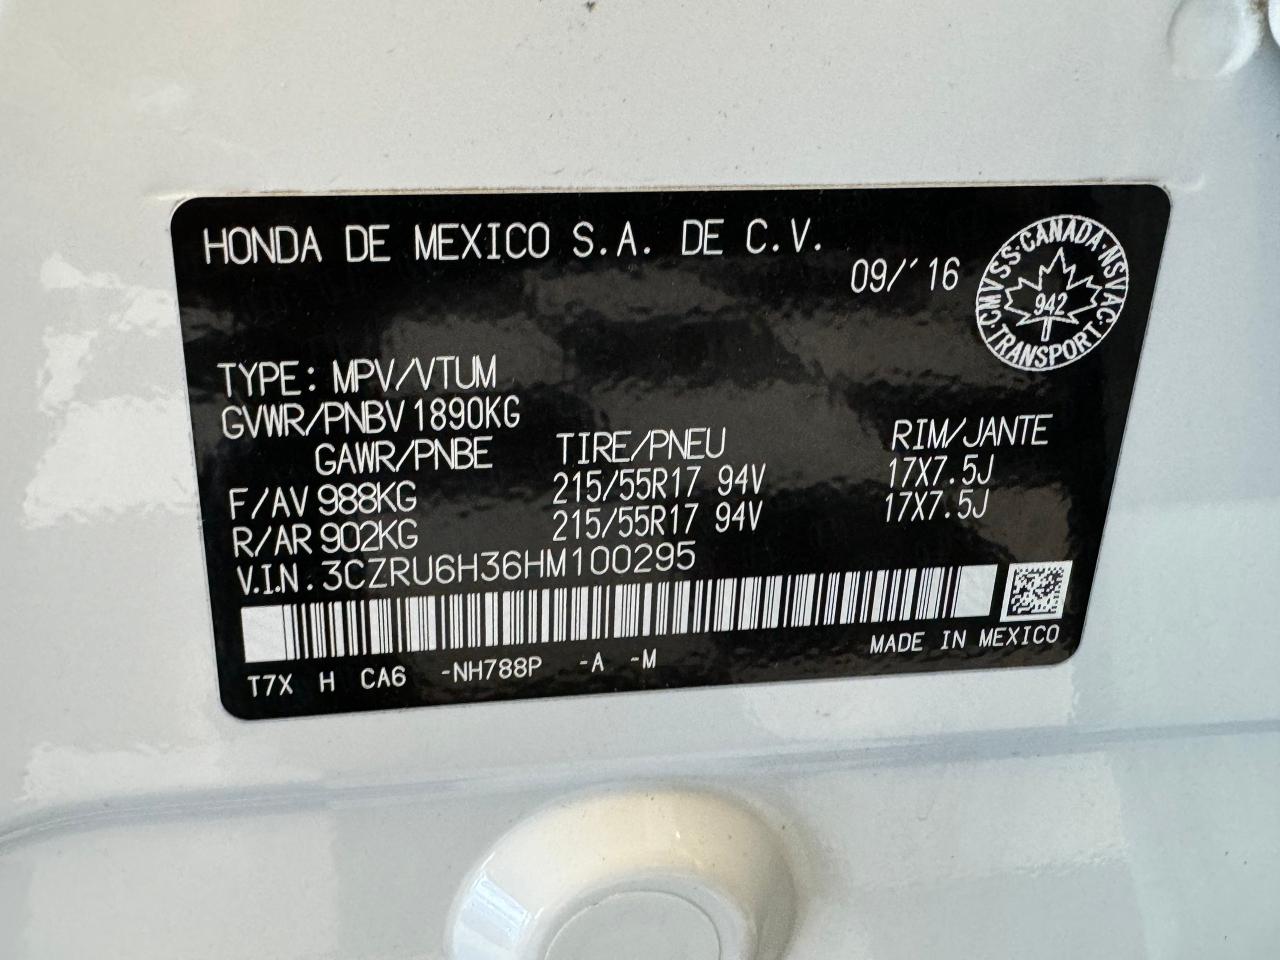 HONDA DE MEXICO S.A. DE C.V.
09/'16
CMVSS·CANADA·NSVAC·TRANSPORT
942
TYPE: MPV/VTUM
GVWR/PNBV 1890KG
GAWR/PNBE TIRE/PNEU RIM/JANTE
F/AV 988KG 215/55R17 94V 17X7.5J
R/AR 902KG 215/55R17 94V 17X7.5J
V.I.N. 3CZRU6H36HM100295
MADE IN MEXICO
T7X H CA6 -NH788P -A -M